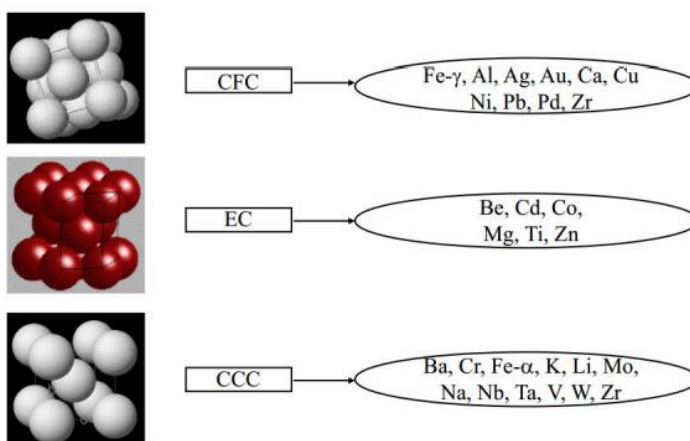 CFC
Fe-γ, Al, Ag, Au, Ca, Cu
Ni, Pb, Pd, Zr
EC
Be, Cd, Co,
Mg, Ti, Zn
CCC
Ba, Cr, Fe-α, K, Li, Mo,
Na, Nb, Ta, V, W, Zr